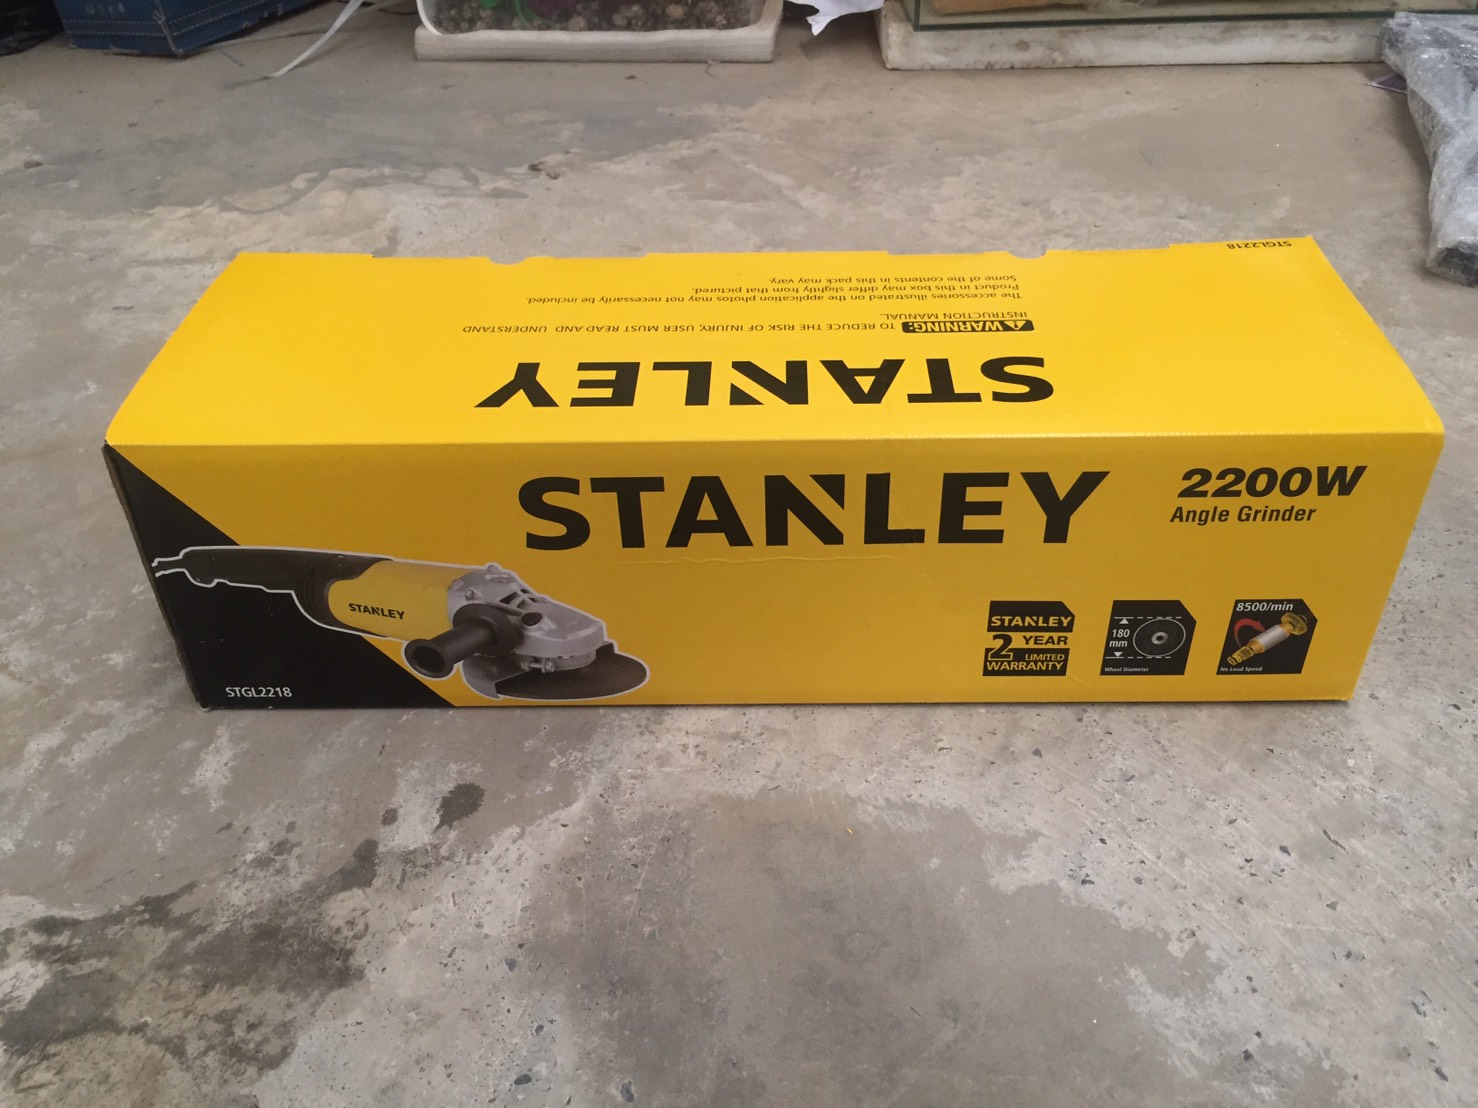 STGL2218
Some of the contents in this pack may vary.
Product in this box may differ slightly from that pictured.
The accessories illustrated on the application photos may not necessarily be included.
INSTRUCTION MANUAL.
WARNING: TO REDUCE THE RISK OF INJURY, USER MUST READ AND UNDERSTAND
STANLEY
STANLEY
2200W
Angle Grinder
STANLEY
STGL2218
STANLEY
2 YEAR
LIMITED
WARRANTY
180
mm
Wheel Diameter
8500/min
No Load Speed